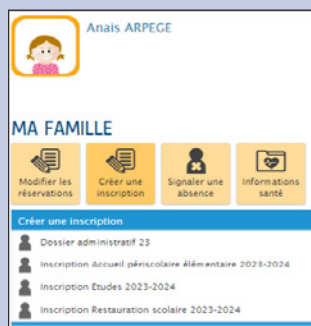 Anais ARPEGE
MA FAMILLE
Modifier les
réservations
Créer une
inscription
Signaler une
absence
Informations
santé
Créer une inscription
Dossier administratif 23
Inscription Accueil périscolaire élémentaire 2023-2024
Inscription Etudes 2023-2024
Inscription Restauration scolaire 2023-2024